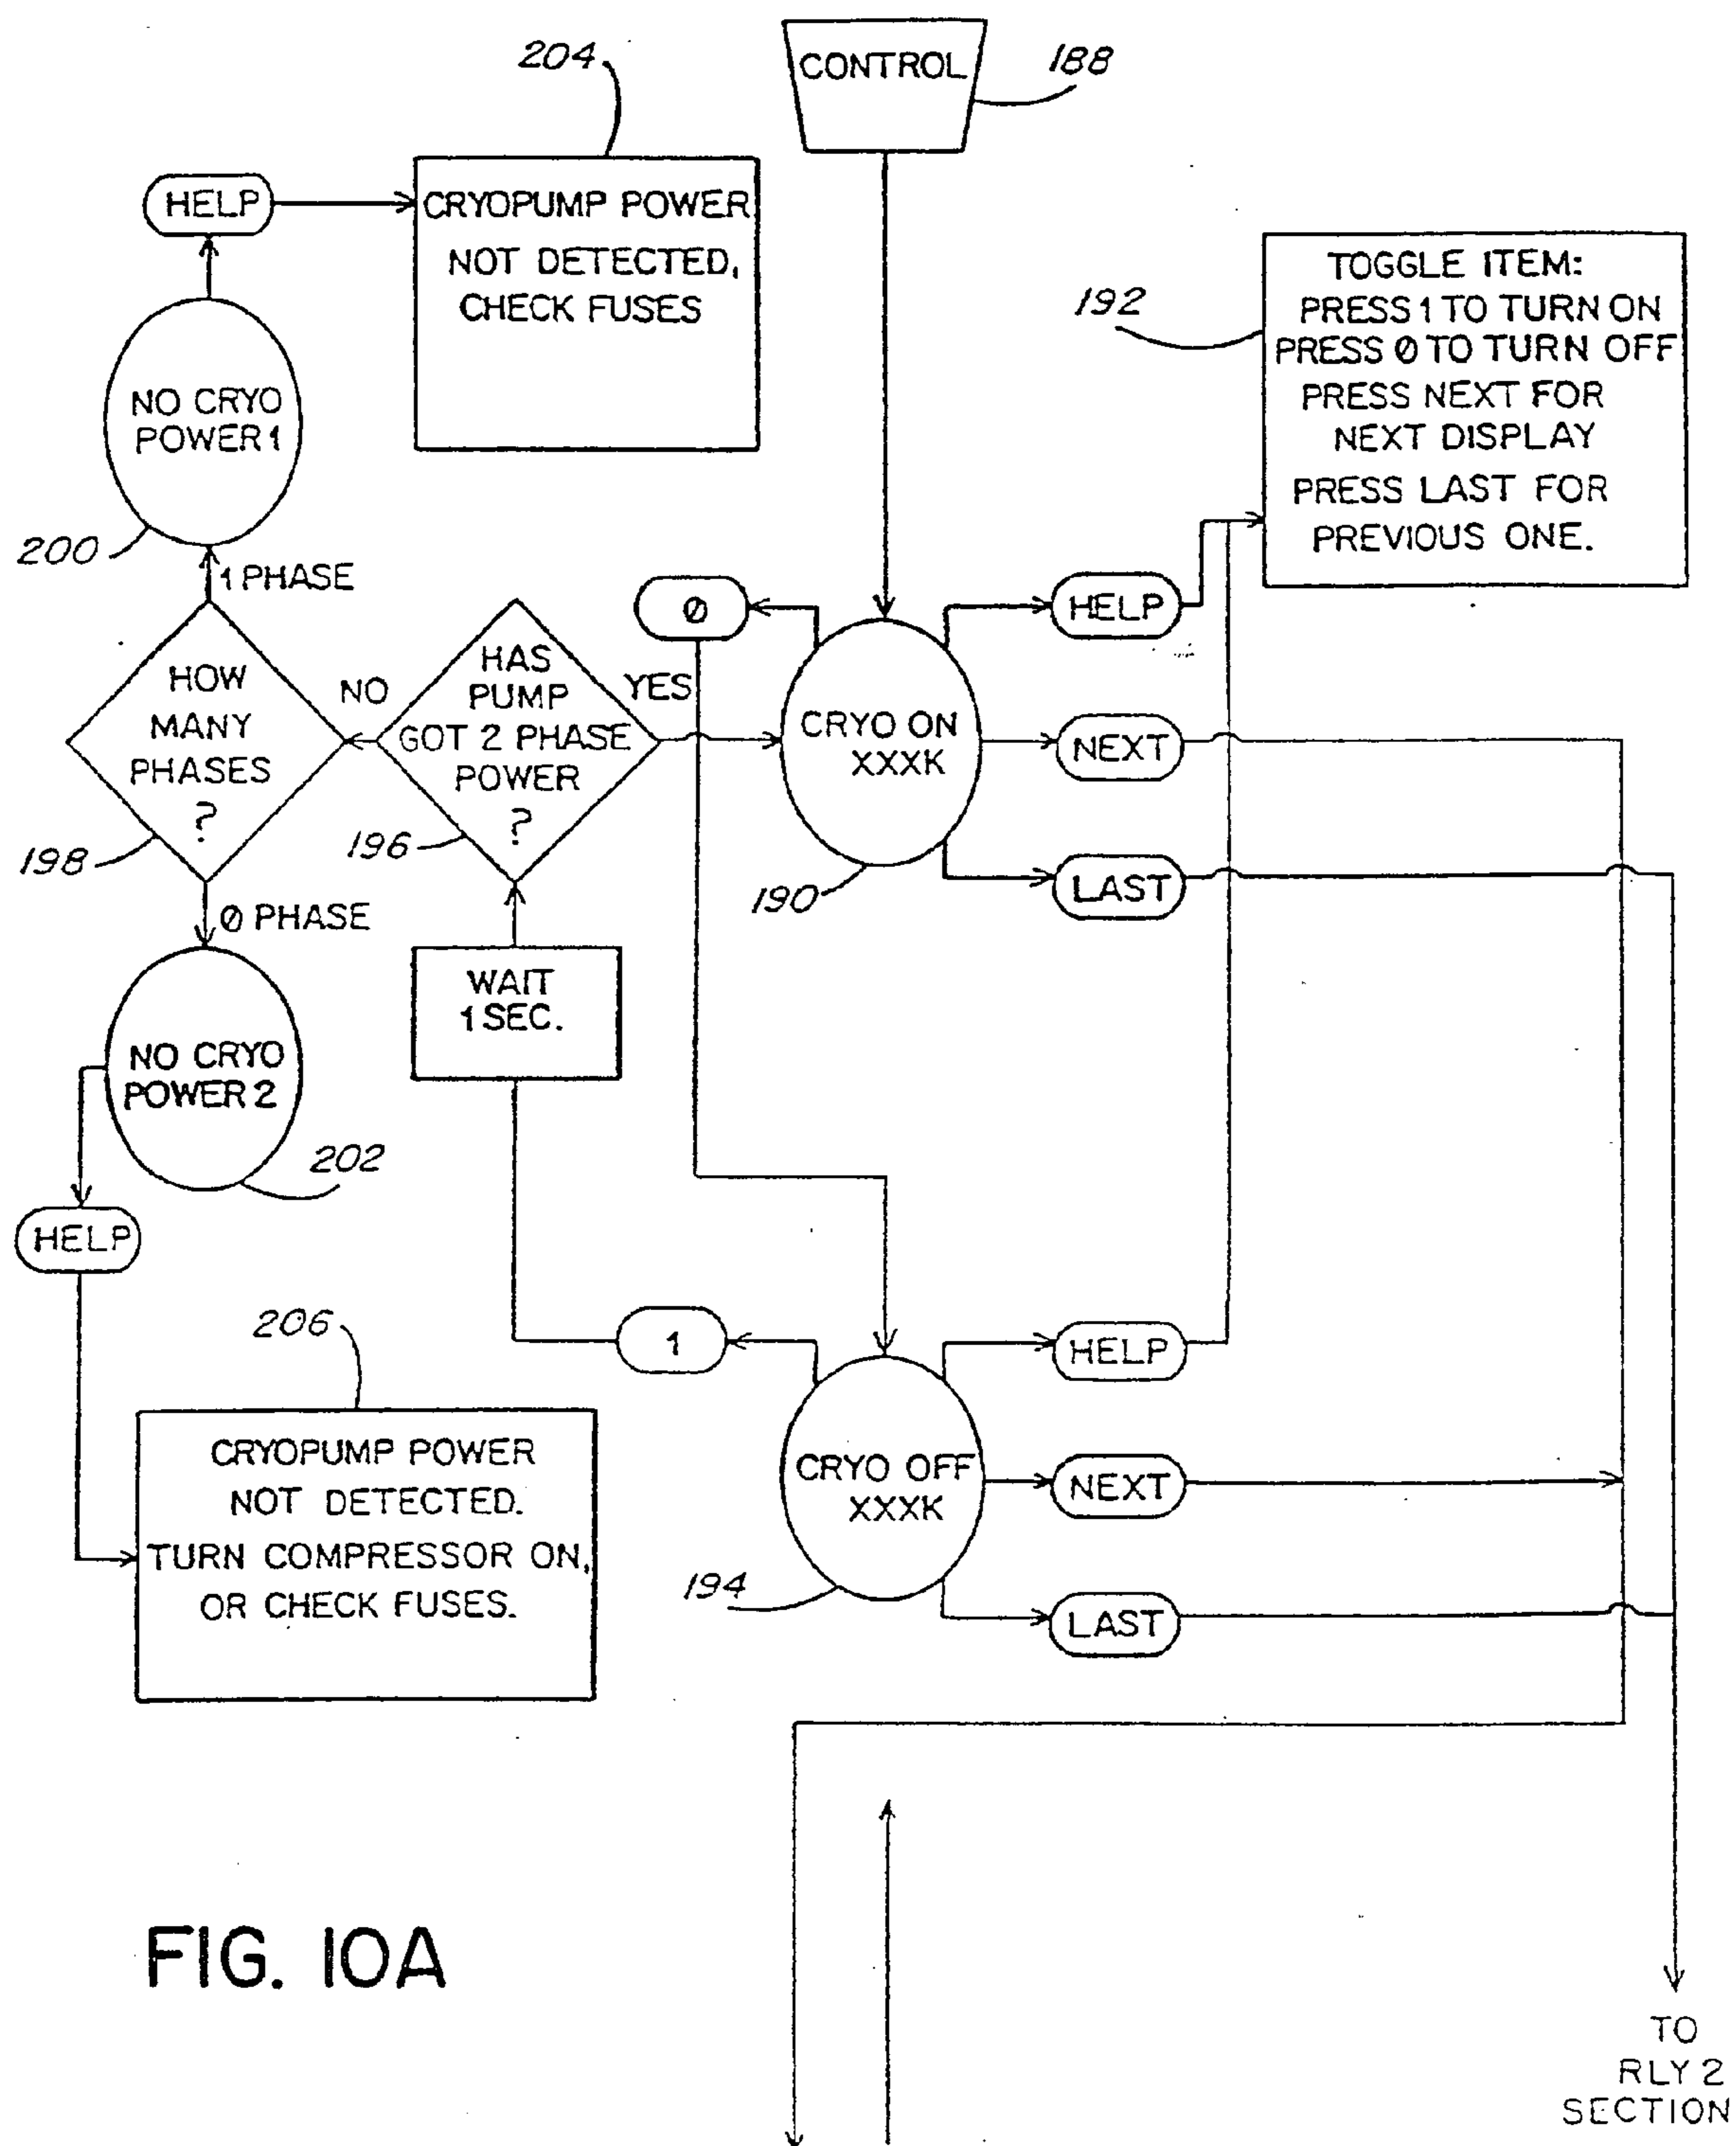 204
CONTROL
188
HELP
CRYOPUMP POWER
NOT DETECTED,
CHECK FUSES
192
TOGGLE ITEM:
PRESS 1 TO TURN ON
PRESS 0 TO TURN OFF
PRESS NEXT FOR
NEXT DISPLAY
PRESS LAST FOR
PREVIOUS ONE.
NO CRYO
POWER 1
200
1 PHASE
0
HELP
HOW
MANY
PHASES
?
198
NO
HAS
PUMP
GOT 2 PHASE
POWER
?
196
YES
CRYO ON
XXXK
190
NEXT
LAST
0 PHASE
WAIT
1 SEC.
NO CRYO
POWER 2
202
HELP
206
1
HELP
CRYOPUMP POWER
NOT DETECTED.
TURN COMPRESSOR ON,
OR CHECK FUSES.
CRYO OFF
XXXK
194
NEXT
LAST
FIG. 10A
TO
RLY 2
SECTION